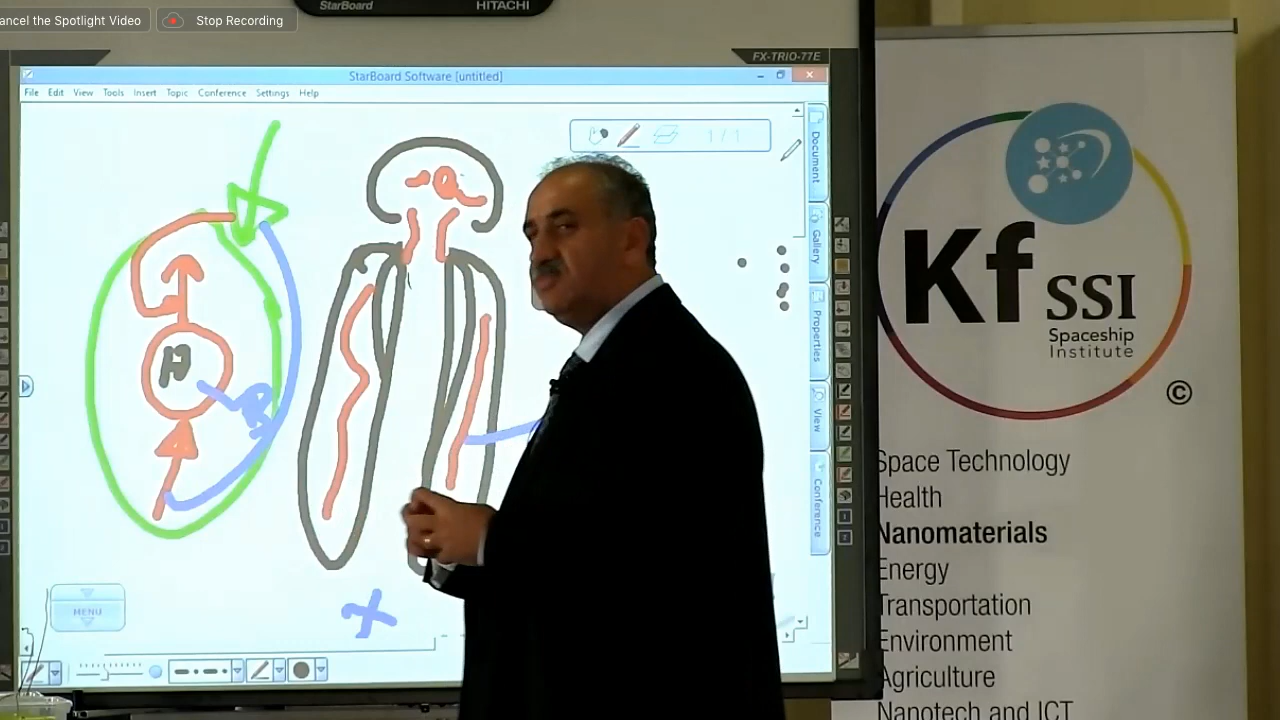 ancel the Spotlight Video
Stop Recording
StarBoard
HITACHI
FX-TRIO-77E
StarBoard Software [untitled]
File Edit View Tools Insert Topic Conference Settings Help
1 / 1
Document
Gallery
Properties
View
Conference
MENU
Kf SSI
Spaceship
Institute
©
Space Technology
Health
Nanomaterials
Energy
Transportation
Environment
Agriculture
Nanotech and ICT